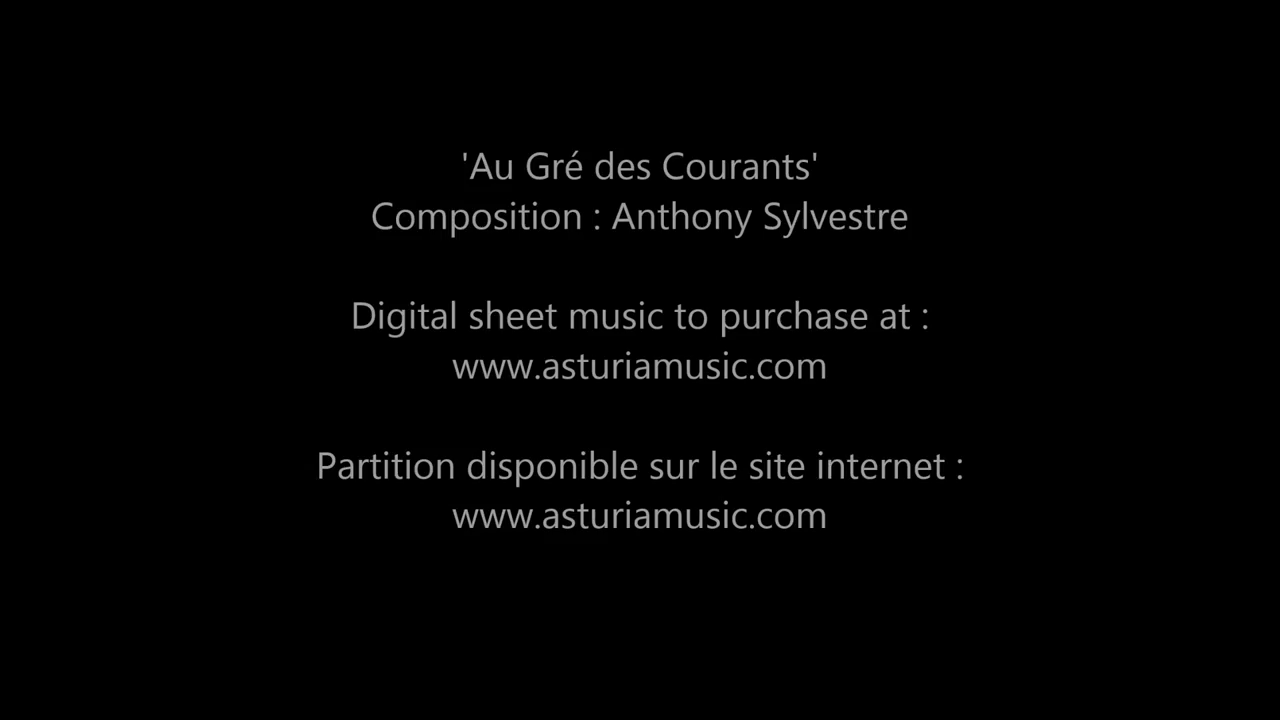 'Au Gré des Courants'
Composition : Anthony Sylvestre
Digital sheet music to purchase at :
www.asturiamusic.com
Partition disponible sur le site internet :
www.asturiamusic.com